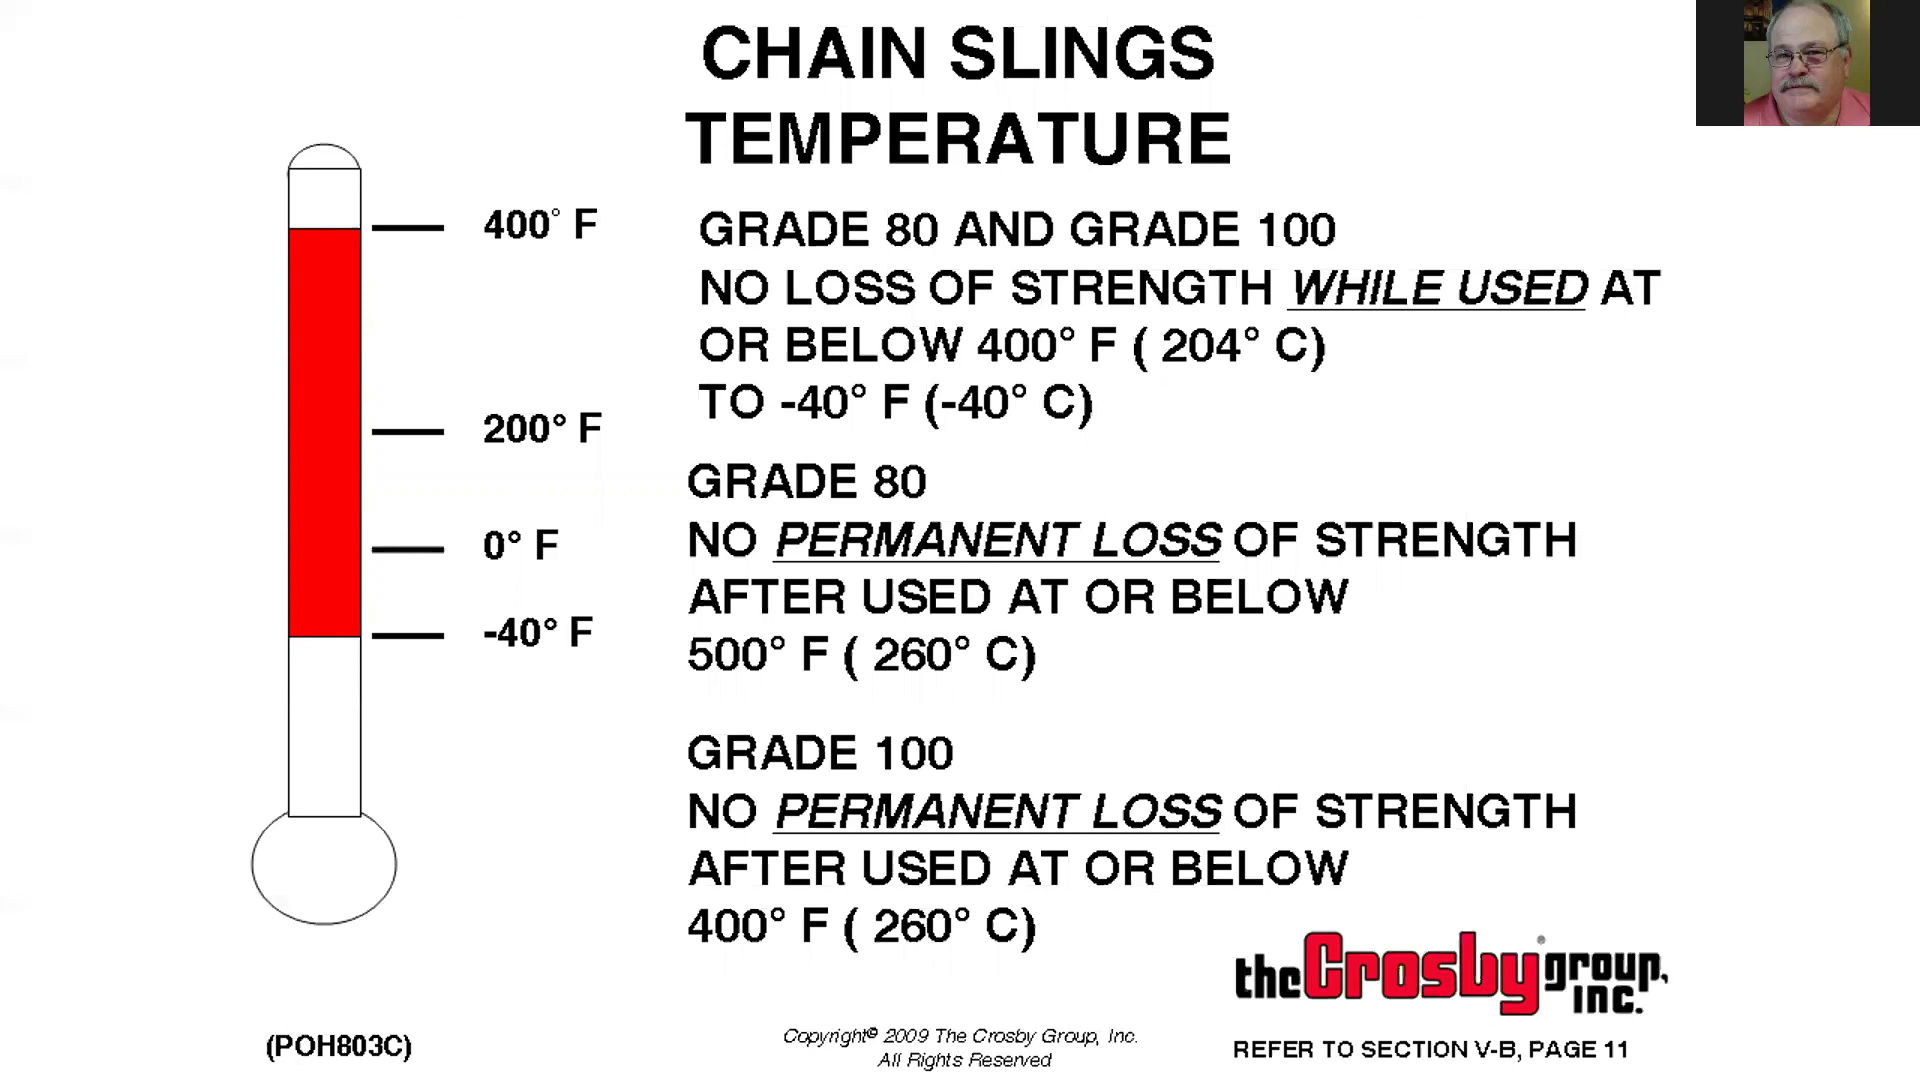 CHAIN SLINGS
TEMPERATURE
400° F
200° F
0° F
-40° F
GRADE 80 AND GRADE 100
NO LOSS OF STRENGTH WHILE USED AT
OR BELOW 400° F ( 204° C)
TO -40° F (-40° C)
GRADE 80
NO PERMANENT LOSS OF STRENGTH
AFTER USED AT OR BELOW
500° F ( 260° C)
GRADE 100
NO PERMANENT LOSS OF STRENGTH
AFTER USED AT OR BELOW
400° F ( 260° C)
the Crosby® group, inc.
(POH803C)
Copyright© 2009 The Crosby Group, Inc.
All Rights Reserved
REFER TO SECTION V-B, PAGE 11